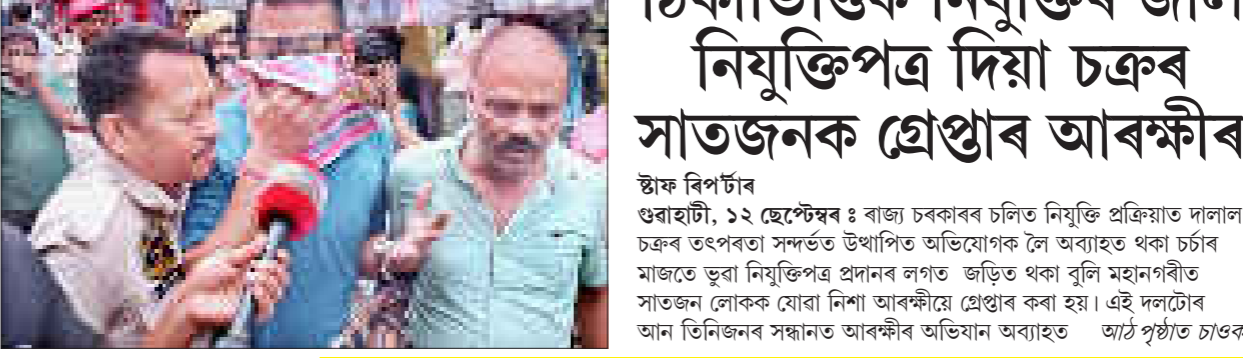 ঠিকাভিত্তিক নিযুক্তিৰ জাল
নিযুক্তিপত্ৰ দিয়া চক্ৰৰ
সাতজনক গ্ৰেপ্তাৰ আৰক্ষীৰ
ষ্টাফ ৰিপ'ৰ্টাৰ
গুৱাহাটী, ১২ ছেপ্টেম্বৰ ঃ ৰাজ্য চৰকাৰৰ চলিত নিযুক্তি প্ৰক্ৰিয়াত দালাল
চক্ৰৰ তৎপৰতা সন্দৰ্ভত উত্থাপিত অভিযোগক লৈ অব্যাহত থকা চৰ্চাৰ
মাজতে ভুৱা নিযুক্তিপত্ৰ প্ৰদানৰ লগত জড়িত থকা বুলি মহানগৰীত
সাতজন লোকক যোৱা নিশা আৰক্ষীয়ে গ্ৰেপ্তাৰ কৰা হয়। এই দলটোৰ
আন তিনিজনৰ সন্ধানত আৰক্ষীৰ অভিযান অব্যাহত আঠ পৃষ্ঠাত চাওক